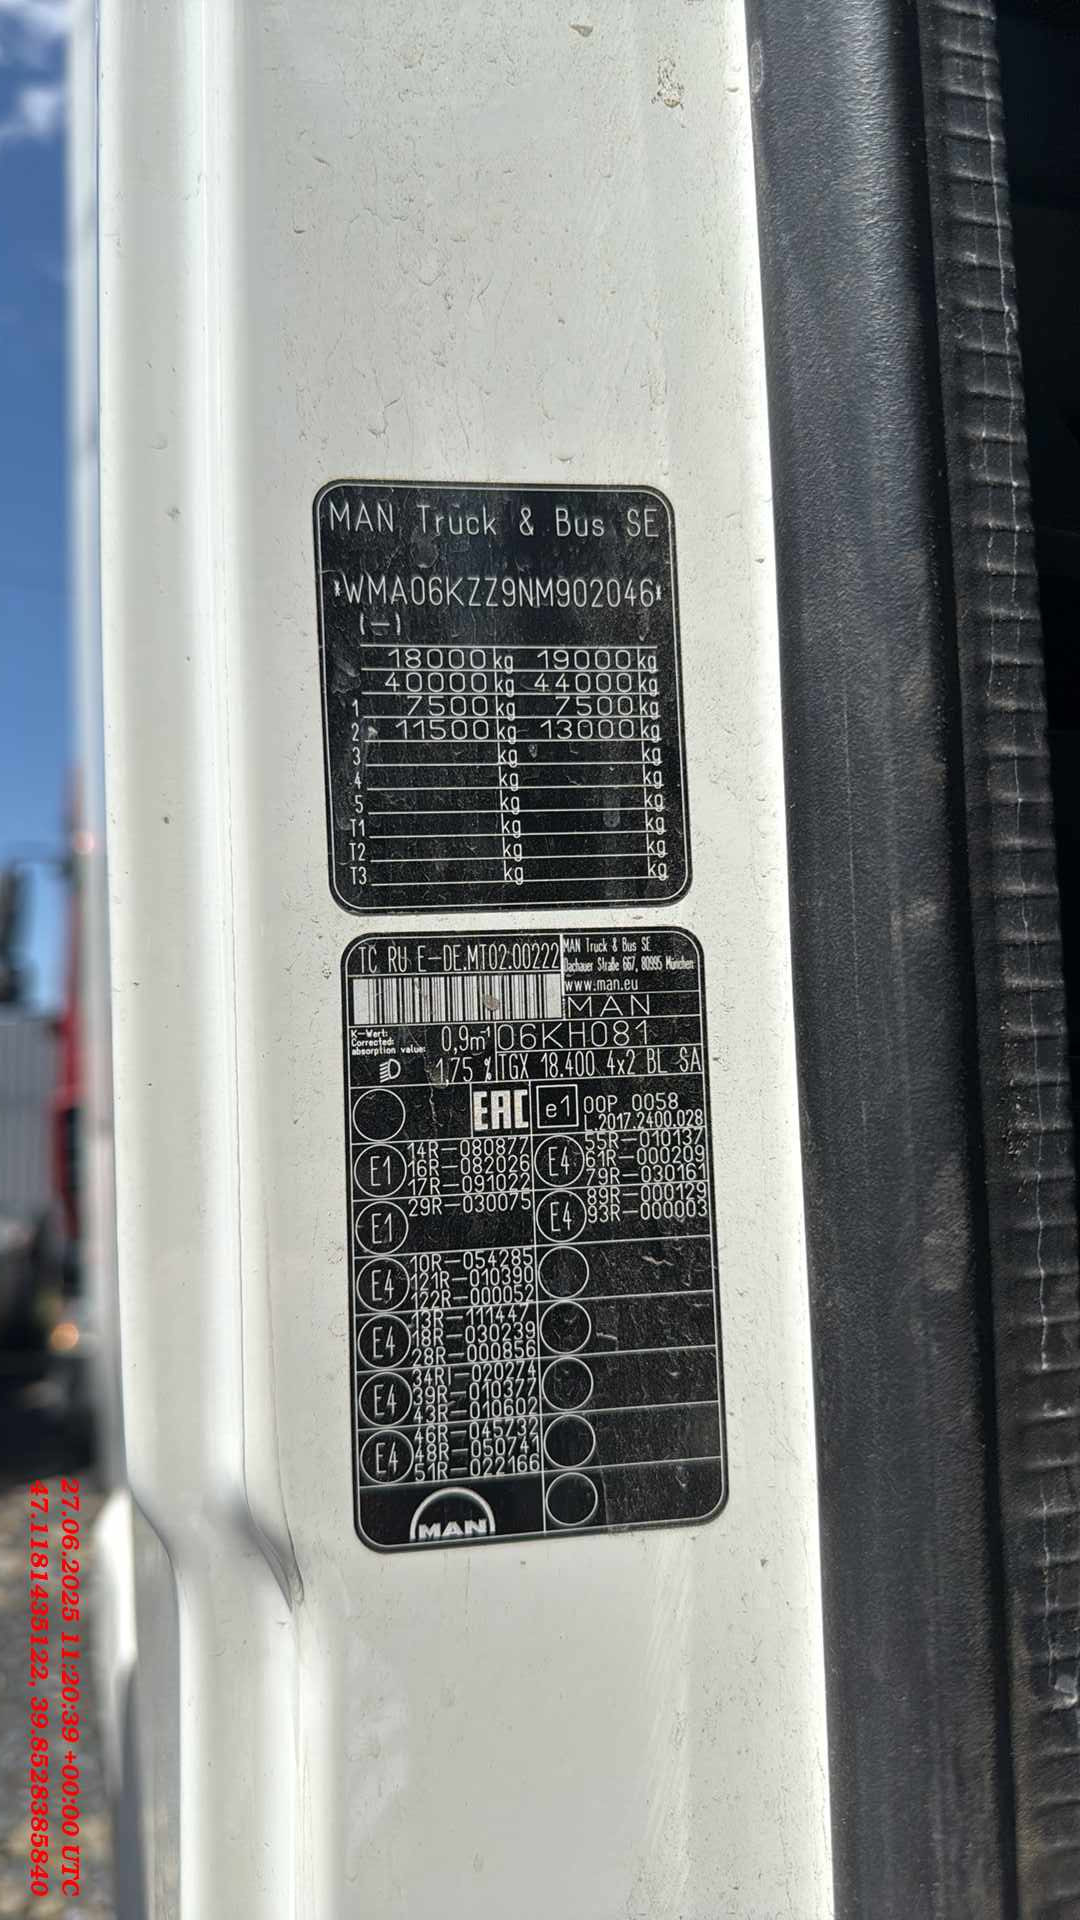 MAN Truck & Bus SE
*WMA06KZZ9NM902046*
(-)
18000 kg 19000 kg
40000 kg 44000 kg
1 7500 kg 7500 kg
2 11500 kg 13000 kg
3 kg kg
4 kg kg
5 kg kg
T1 kg kg
T2 kg kg
T3 kg kg
TC RU E-DE.MT02.00222
MAN Truck & Bus SE
Dachauer Straße 667, 80995 München
www.man.eu
MAN
K-Wert:
Corrected
absorption value:
0,9m⁻¹
06KH081
1,75 %
TGX 18.400 4x2 BL SA
EAC
e1
00P 0058
L.2017.2400.028
E1
14R-080877
16R-082026
17R-091022
E1
29R-030075
E4
10R-054285
121R-010390
122R-000052
E4
13R-111447
18R-030239
28R-000856
E4
34RI-020274
39R-010377
43R-010602
E4
46R-045732
48R-050741
51R-022166
E4
55R-010137
61R-000209
79R-030161
E4
89R-000129
93R-000003
MAN
27.06.2025 11:20:39 +00:00 UTC
47.1181435122, 39.8528385840